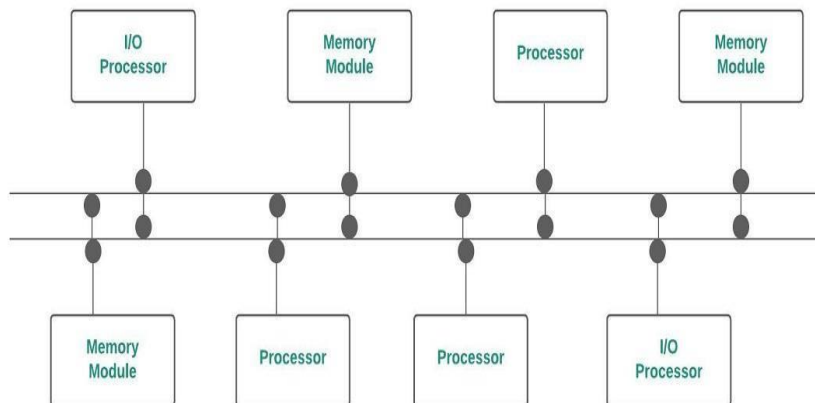 I/O
Processor
Memory
Module
Processor
Memory
Module
Memory
Module
Processor
Processor
I/O
Processor